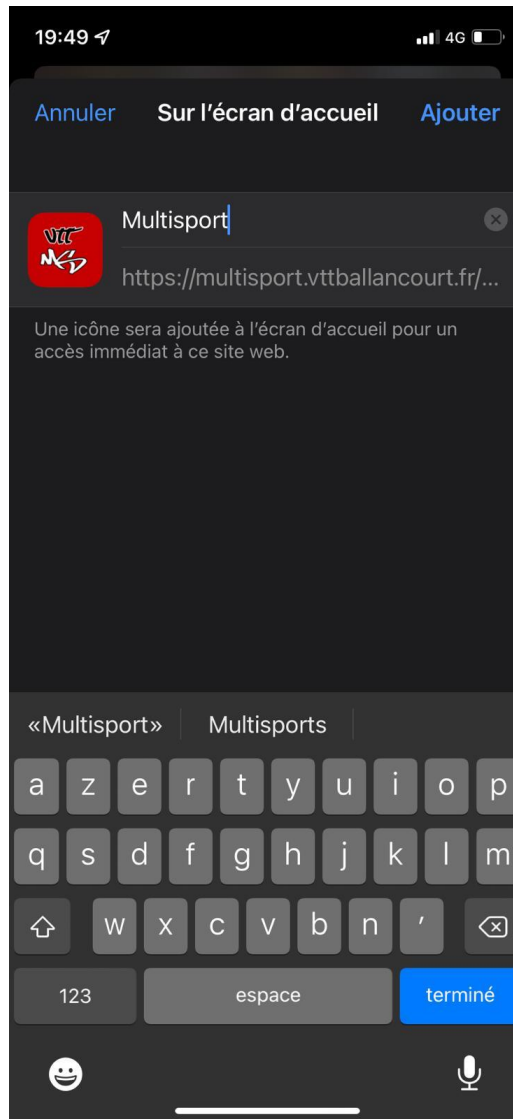 19:49 4G
Annuler Sur l’écran d’accueil Ajouter
VTT
Multisport
https://multisport.vttballancourt.fr/...
Une icône sera ajoutée à l’écran d’accueil pour un
accès immédiat à ce site web.
«Multisport» Multisports
a z e r t y u i o p
q s d f g h j k l m
w x c v b n ’
123 espace terminé